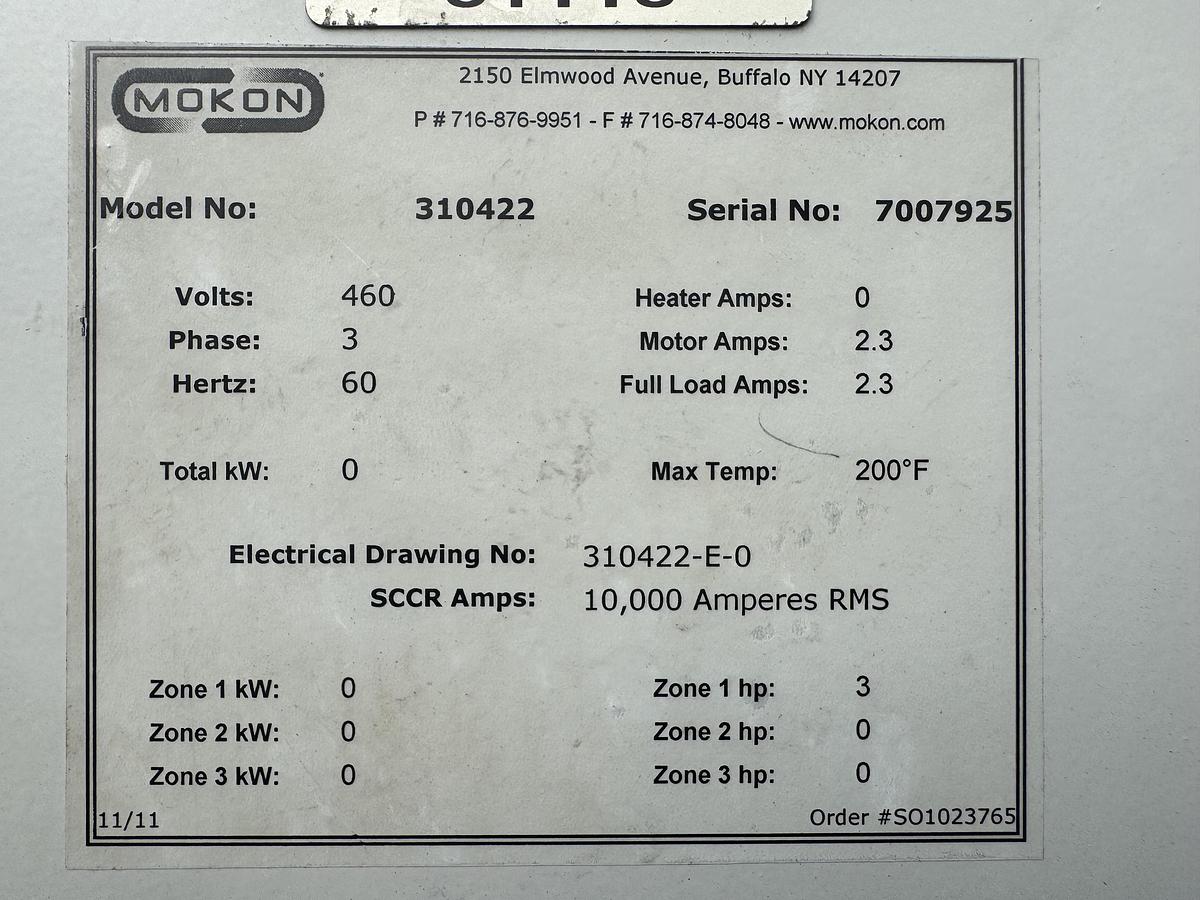 MOKON
2150 Elmwood Avenue, Buffalo NY 14207
P # 716-876-9951 - F # 716-874-8048 - www.mokon.com
Model No: 310422 Serial No: 7007925
Volts: 460 Heater Amps: 0
Phase: 3 Motor Amps: 2.3
Hertz: 60 Full Load Amps: 2.3
Total kW: 0 Max Temp: 200°F
Electrical Drawing No: 310422-E-0
SCCR Amps: 10,000 Amperes RMS
Zone 1 kW: 0 Zone 1 hp: 3
Zone 2 kW: 0 Zone 2 hp: 0
Zone 3 kW: 0 Zone 3 hp: 0
11/11 Order #SO1023765